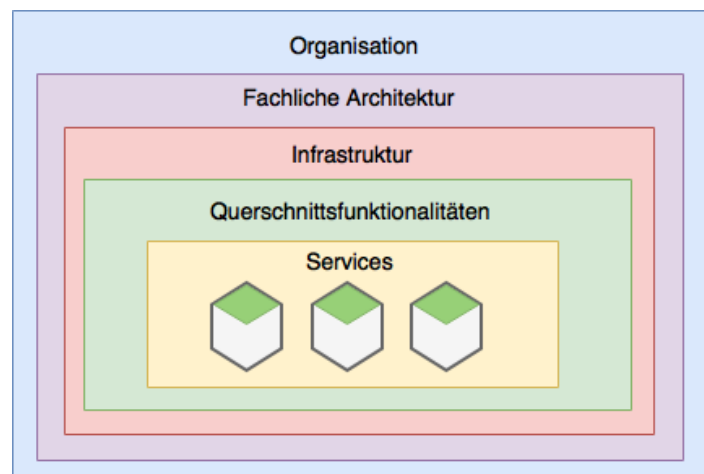 Organisation
Fachliche Architektur
Infrastruktur
Querschnittsfunktionalitäten
Services